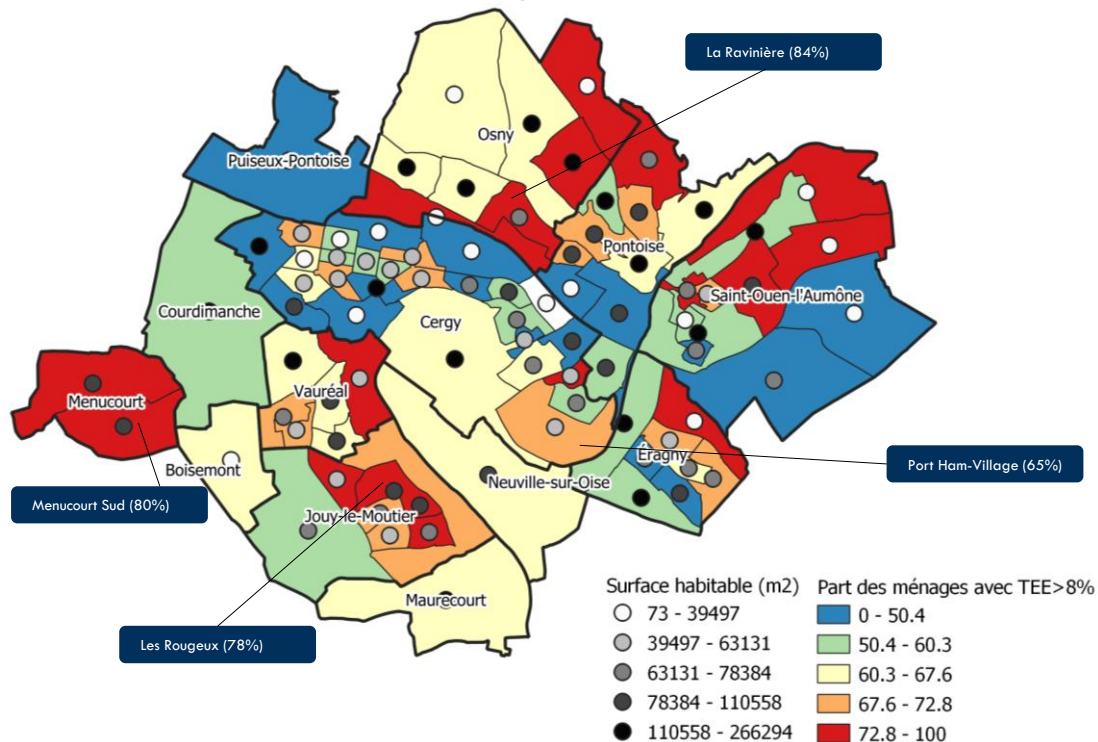 La Ravinière (84%)
Osny
Puiseux-Pontoise
Pontoise
Saint-Ouen-l'Aumône
Courdimanche
Cergy
Vauréal
Menucourt
Éragny
Boisemont
Port Ham-Village (65%)
Neuville-sur-Oise
Menucourt Sud (80%)
Jouy-le-Moutier
Maurecourt
Les Rougeux (78%)
Surface habitable (m2)
73 - 39497
39497 - 63131
63131 - 78384
78384 - 110558
110558 - 266294
Part des ménages avec TEE>8%
0 - 50.4
50.4 - 60.3
60.3 - 67.6
67.6 - 72.8
72.8 - 100